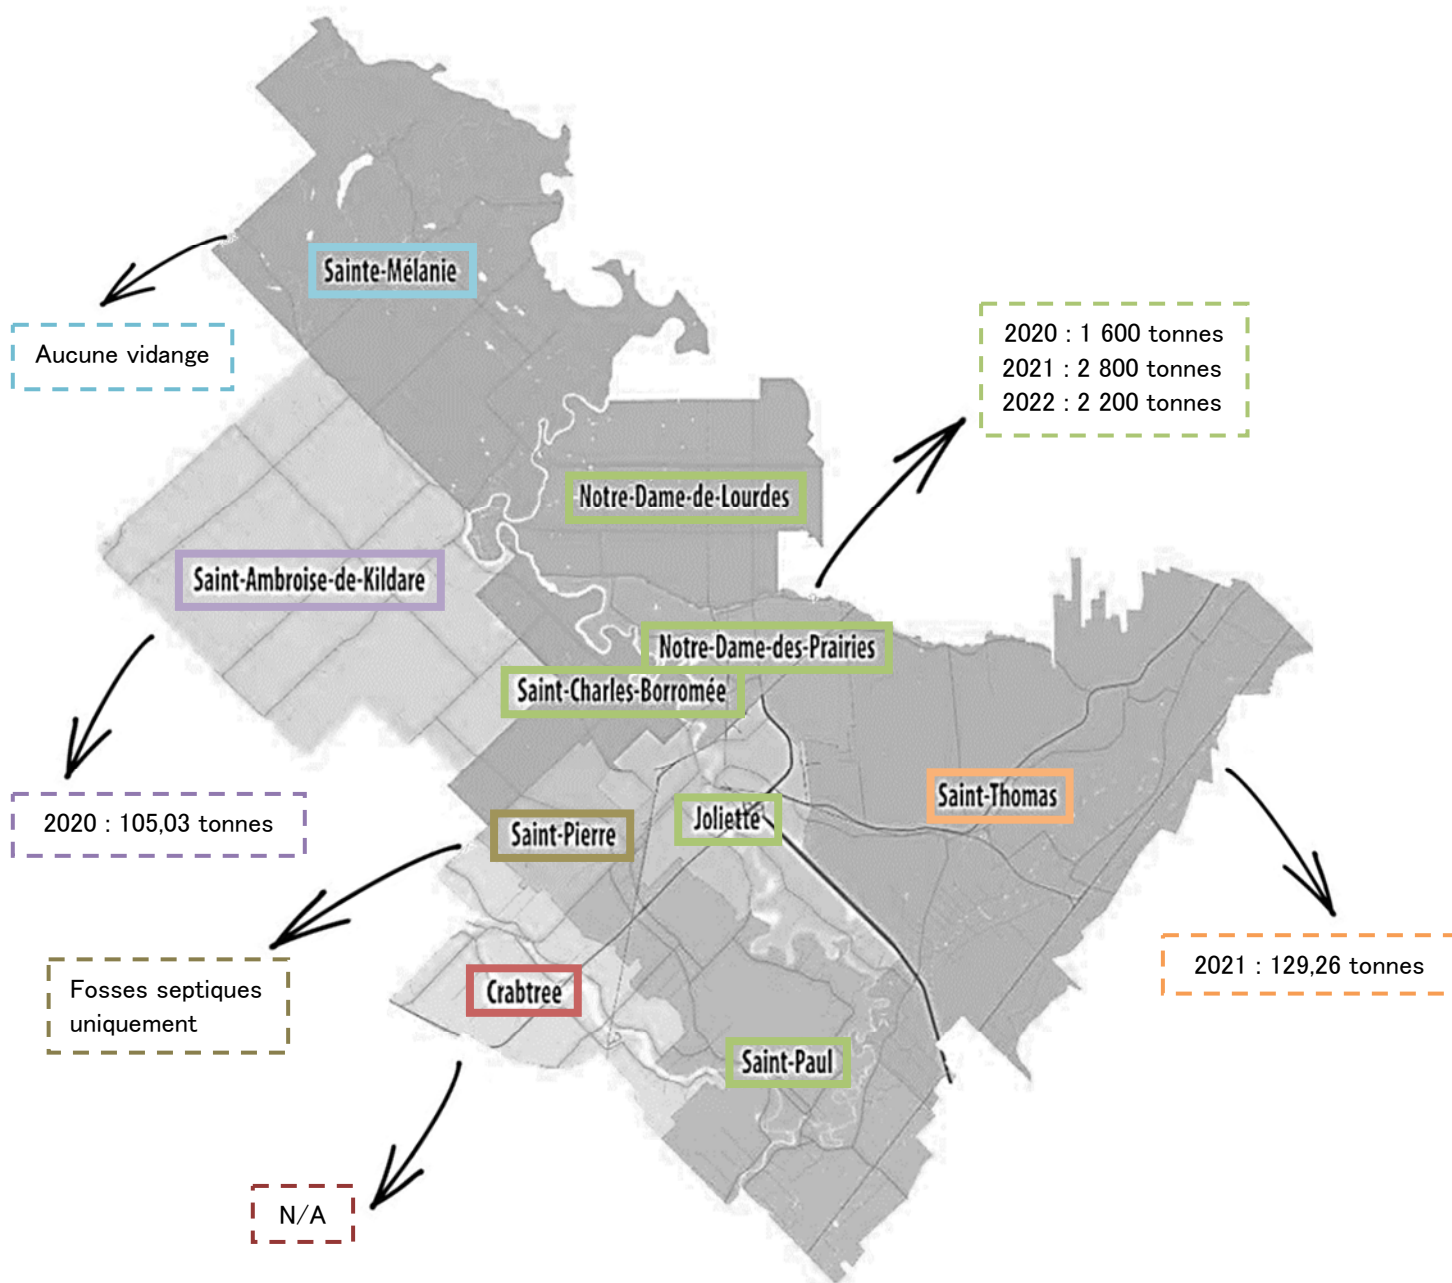 Sainte-Mélanie
Aucune vidange
2020 : 1 600 tonnes
2021 : 2 800 tonnes
2022 : 2 200 tonnes
Notre-Dame-de-Lourdes
Saint-Ambroise-de-Kildare
Notre-Dame-des-Prairies
Saint-Charles-Borromée
2020 : 105,03 tonnes
Saint-Thomas
Joliette
Saint-Pierre
Fosses septiques
uniquement
2021 : 129,26 tonnes
Crabtree
Saint-Paul
N/A